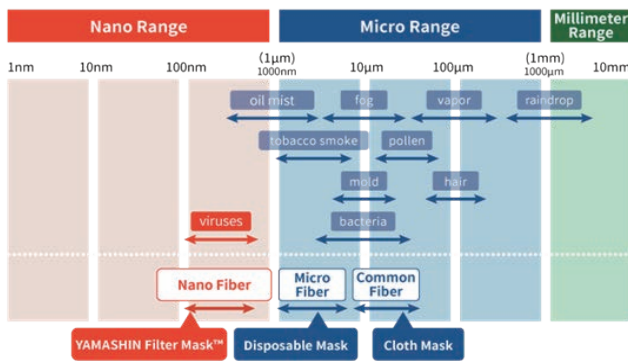 Nano Range
Micro Range
Millimeter
Range
1nm
10nm
100nm
(1μm)
1000nm
10μm
100μm
(1mm)
1000μm
10mm
oil mist
fog
vapor
raindrop
tobacco smoke
pollen
mold
hair
viruses
bacteria
Nano Fiber
Micro
Fiber
Common
Fiber
YAMASHIN Filter Mask™
Disposable Mask
Cloth Mask